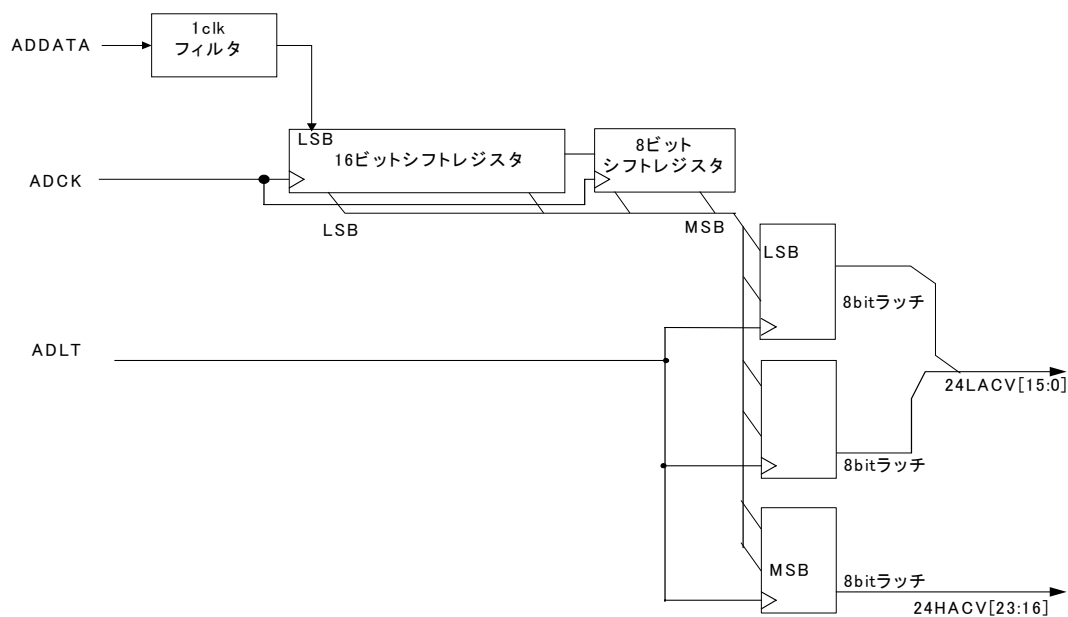 1clk
フィルタ
ADDATA
LSB
16ビットシフトレジスタ
8ビット
シフトレジスタ
ADCK
LSB
MSB
LSB
8bitラッチ
ADLT
24LACV[15:0]
8bitラッチ
MSB
8bitラッチ
24HACV[23:16]